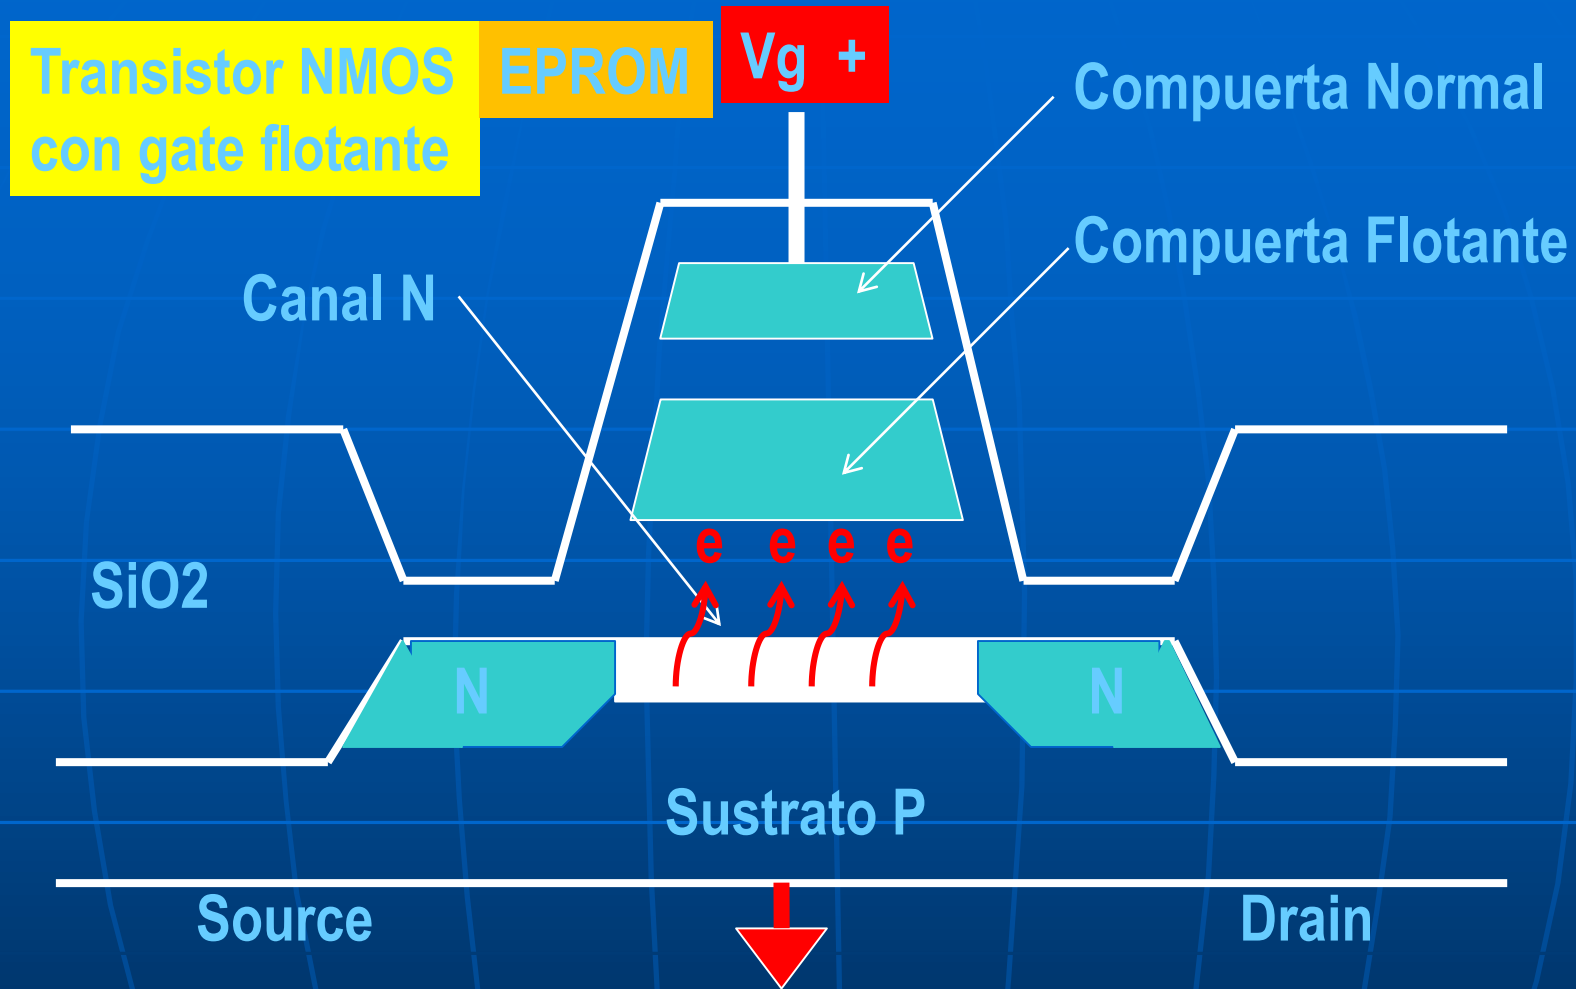 Transistor NMOS
con gate flotante
EPROM
Vg +
Compuerta Normal
Compuerta Flotante
Canal N
e e e e
SiO2
N
N
Sustrato P
Source
Drain